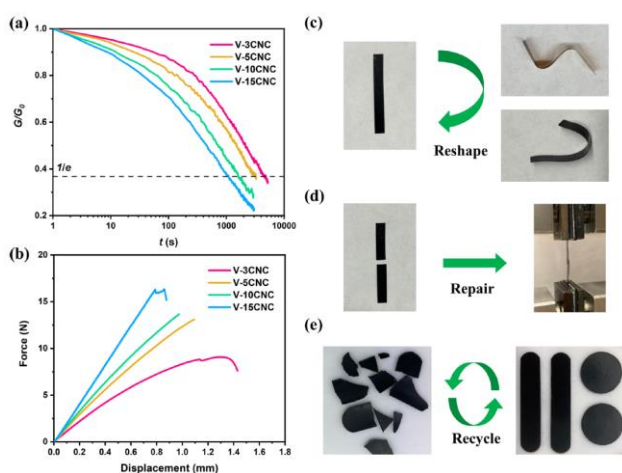 (a)
1.0
0.8
0.6
0.4
0.2
G/G0
V-3CNC
V-5CNC
V-10CNC
V-15CNC
1/e
1 10 100 1000 10000
t (s)
(b)
25
20
15
10
5
0
Force (N)
V-3CNC
V-5CNC
V-10CNC
V-15CNC
0.0 0.2 0.4 0.6 0.8 1.0 1.2 1.4 1.6 1.8
Displacement (mm)
(c)
Reshape
(d)
Repair
(e)
Recycle